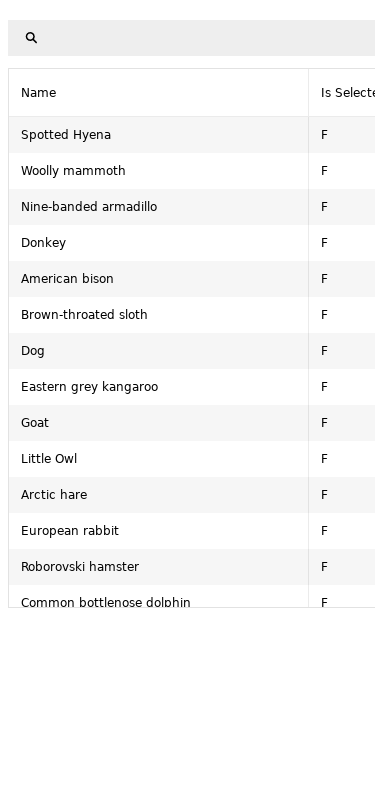 Name Is Selecte
Spotted Hyena F
Woolly mammoth F
Nine-banded armadillo F
Donkey F
American bison F
Brown-throated sloth F
Dog F
Eastern grey kangaroo F
Goat F
Little Owl F
Arctic hare F
European rabbit F
Roborovski hamster F
Common bottlenose dolphin F